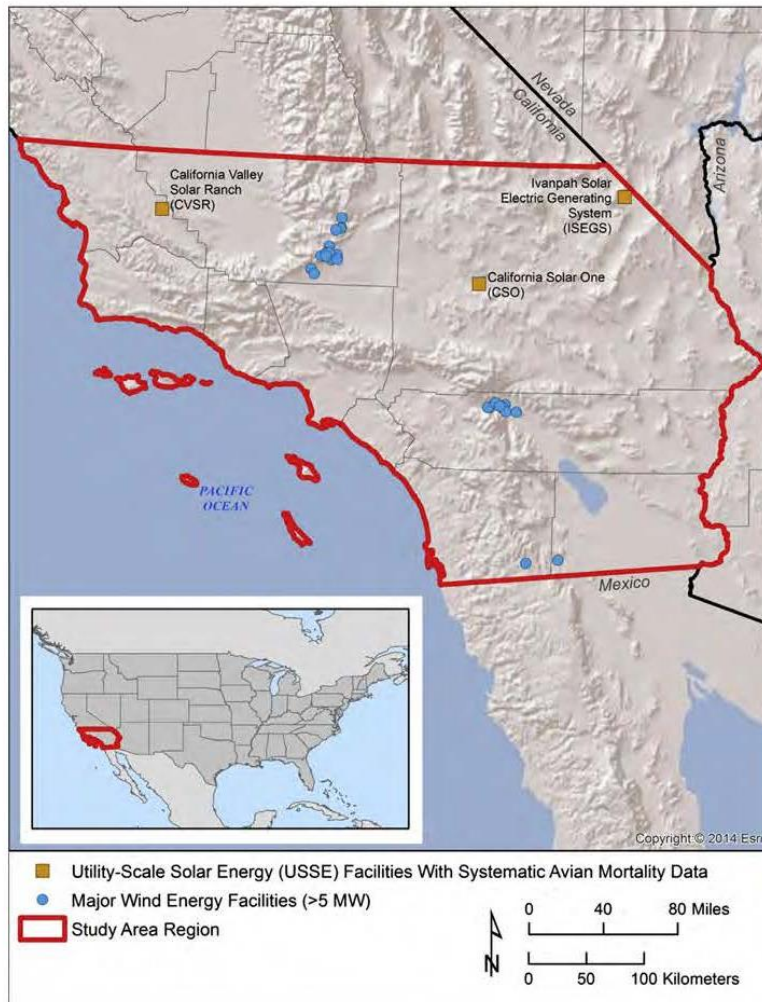 Nevada
California
Arizona
California Valley
Solar Ranch
(CVSR)
Ivanpah Solar
Electric Generating
System
(ISEGS)
California Solar One
(CSO)
PACIFIC
OCEAN
Mexico
Copyright © 2014 Esri
Utility-Scale Solar Energy (USSE) Facilities With Systematic Avian Mortality Data
Major Wind Energy Facilities (>5 MW)
Study Area Region
N
0 40 80 Miles
0 50 100 Kilometers